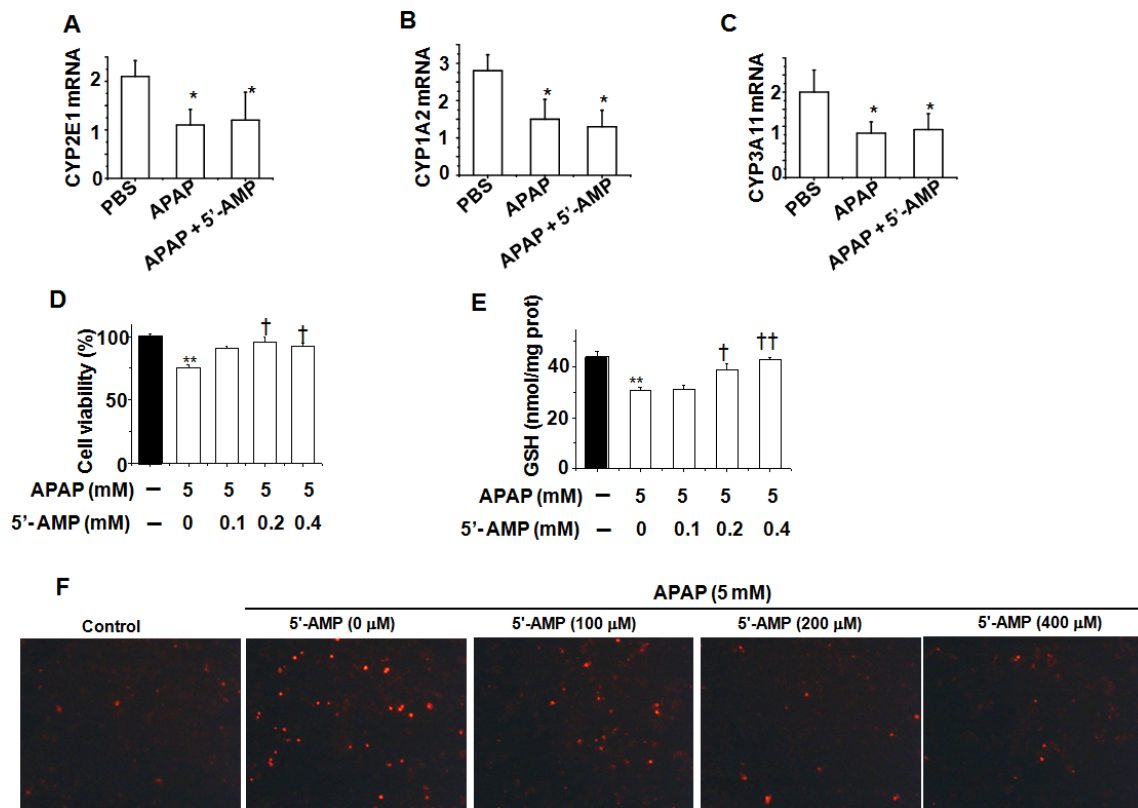 A
CYP2E1 mRNA
2
1
0
*
*
PBS
APAP
APAP + 5'-AMP
B
CYP1A2 mRNA
3
2
1
0
*
*
PBS
APAP
APAP + 5'-AMP
C
CYP3A11 mRNA
2
1
0
*
*
PBS
APAP
APAP + 5'-AMP
D
Cell viability (%)
100
50
0
**
†
†
APAP (mM) – 5 5 5 5
5'-AMP (mM) – 0 0.1 0.2 0.4
E
GSH (nmol/mg prot)
40
20
0
**
†
††
APAP (mM) – 5 5 5 5
5'-AMP (mM) – 0 0.1 0.2 0.4
F
APAP (5 mM)
Control 5'-AMP (0 μM) 5'-AMP (100 μM) 5'-AMP (200 μM) 5'-AMP (400 μM)